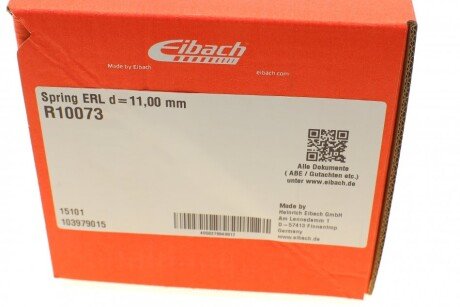 Eibach
Made by Eibach
eibach.com
Spring ERL d=11,00 mm
R10073
Alle Dokumente
( ABE / Gutachten etc.)
unter www.eibach.de
15101
103979015
Made by
Heinrich Eibach GmbH
Am Lennedamm 1
D-57413 Finnentrop
Germany
www.eibach.de